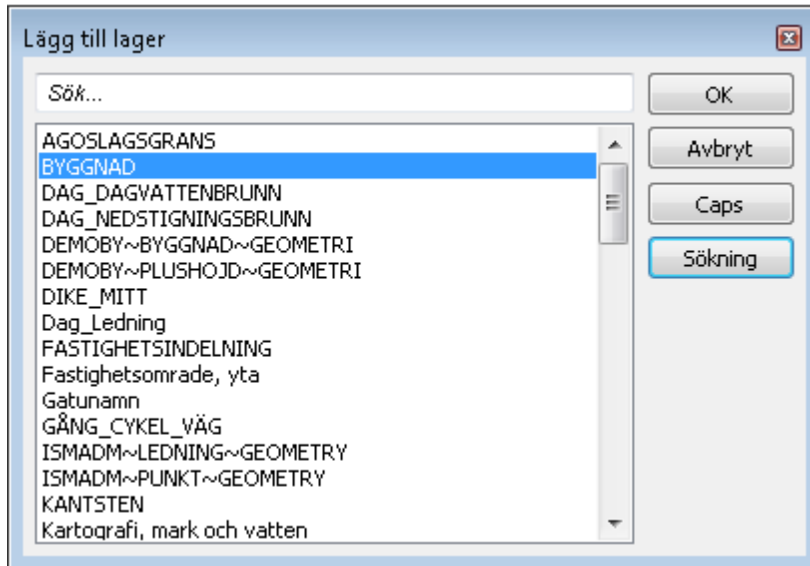 Lägg till lager
Sök...
OK
AGOSLAGSGRANS
Avbryt
BYGGNAD
DAG_DAGVATTENBRUNN
Caps
DAG_NEDSTIGNINGSBRUNN
DEMOBY~BYGGNAD~GEOMETRI
Sökning
DEMOBY~PLUSHOJD~GEOMETRI
DIKE_MITT
Dag_Ledning
FASTIGHETSINDELNING
Fastighetsomrade, yta
Gatunamn
GÅNG_CYKEL_VÄG
ISMADM~LEDNING~GEOMETRY
ISMADM~PUNKT~GEOMETRY
KANTSTEN
Kartografi, mark och vatten